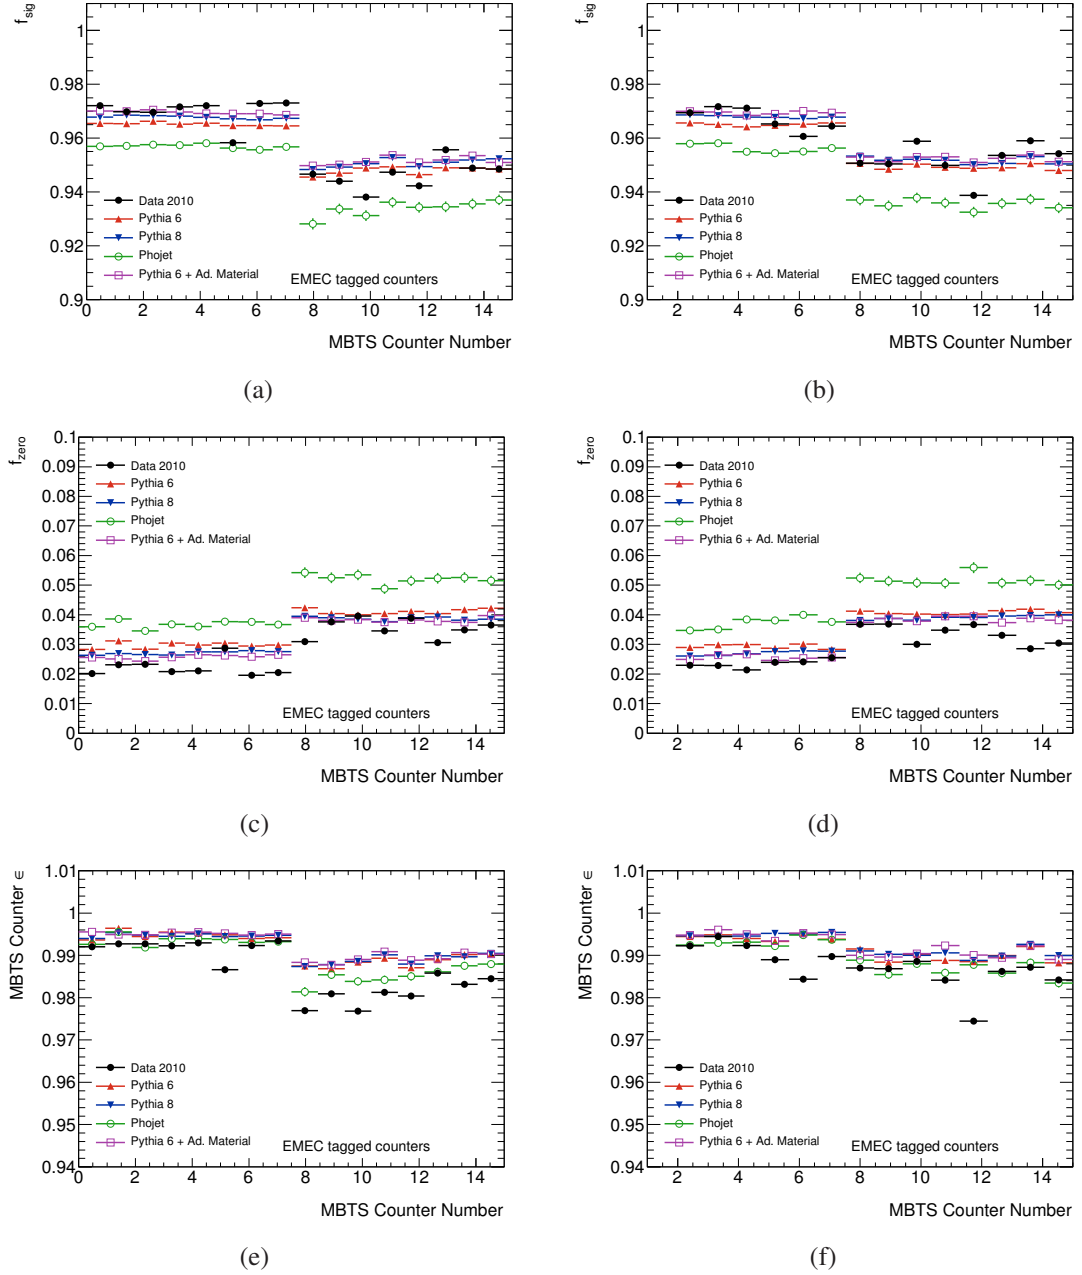 f_sig
1
0.98
0.96
0.94
0.92
0.9
Data 2010
Pythia 6
Pythia 8
Phojet
Pythia 6 + Ad. Material
EMEC tagged counters
0 2 4 6 8 10 12 14
MBTS Counter Number
(a)
f_sig
1
0.98
0.96
0.94
0.92
0.9
Data 2010
Pythia 6
Pythia 8
Phojet
Pythia 6 + Ad. Material
EMEC tagged counters
2 4 6 8 10 12 14
MBTS Counter Number
(b)
f_zero
0.1
0.09
0.08
0.07
0.06
0.05
0.04
0.03
0.02
0.01
0
Data 2010
Pythia 6
Pythia 8
Phojet
Pythia 6 + Ad. Material
EMEC tagged counters
0 2 4 6 8 10 12 14
MBTS Counter Number
(c)
f_zero
0.1
0.09
0.08
0.07
0.06
0.05
0.04
0.03
0.02
0.01
0
Data 2010
Pythia 6
Pythia 8
Phojet
Pythia 6 + Ad. Material
EMEC tagged counters
2 4 6 8 10 12 14
MBTS Counter Number
(d)
MBTS Counter ∈
1.01
1
0.99
0.98
0.97
0.96
0.95
0.94
Data 2010
Pythia 6
Pythia 8
Phojet
Pythia 6 + Ad. Material
EMEC tagged counters
0 2 4 6 8 10 12 14
MBTS Counter Number
(e)
MBTS Counter ∈
1.01
1
0.99
0.98
0.97
0.96
0.95
0.94
Data 2010
Pythia 6
Pythia 8
Phojet
Pythia 6 + Ad. Material
EMEC tagged counters
2 4 6 8 10 12 14
MBTS Counter Number
(f)